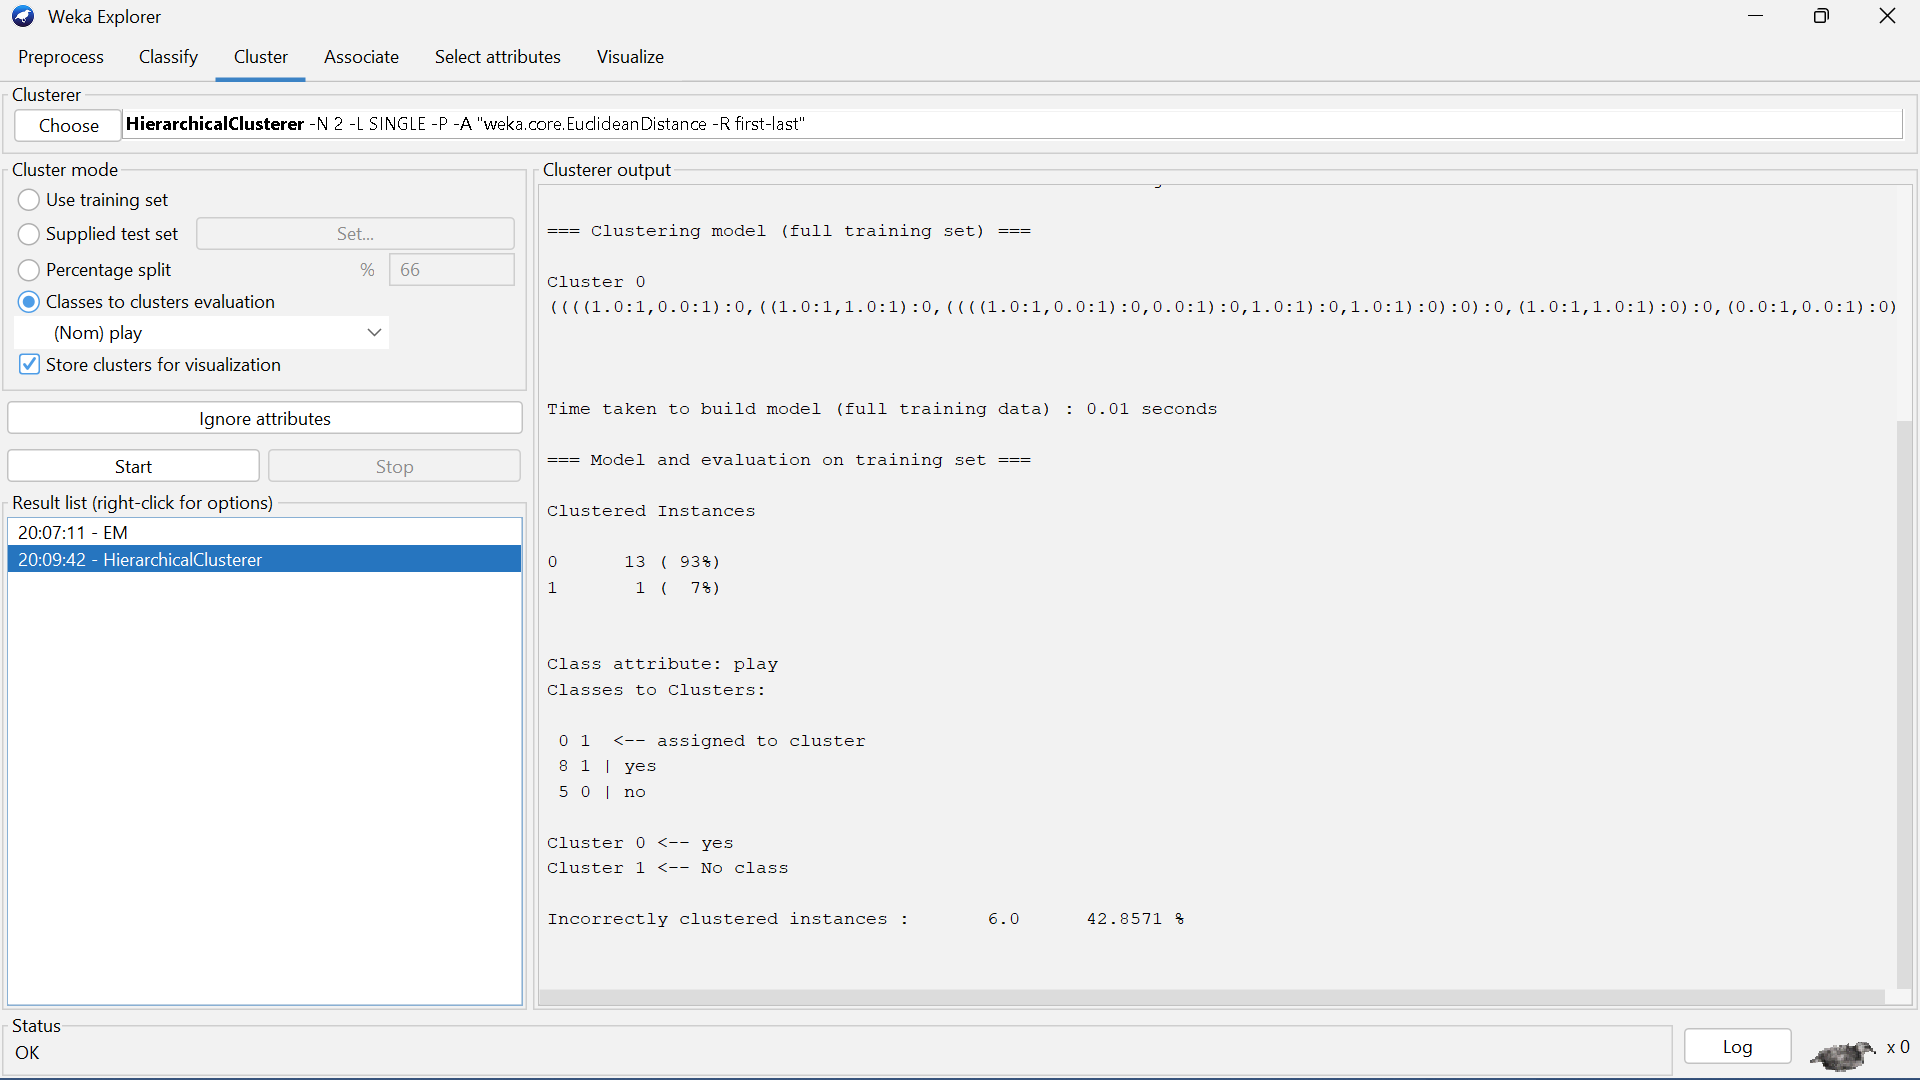 Weka Explorer
Preprocess Classify Cluster Associate Select attributes Visualize
Clusterer
Choose HierarchicalClusterer -N 2 -L SINGLE -P -A "weka.core.EuclideanDistance -R first-last"
Cluster mode
Use training set
Supplied test set Set...
Percentage split % 66
Classes to clusters evaluation
(Nom) play
Store clusters for visualization
Ignore attributes
Start Stop
Result list (right-click for options)
20:07:11 - EM
20:09:42 - HierarchicalClusterer
Clusterer output
=== Clustering model (full training set) ===
Cluster 0
((((1.0:1,0.0:1):0,((1.0:1,1.0:1):0,((((1.0:1,0.0:1):0,0.0:1):0,1.0:1):0,1.0:1):0):0):0,(1.0:1,1.0:1):0):0,(0.0:1,0.0:1):0)
Time taken to build model (full training data) : 0.01 seconds
=== Model and evaluation on training set ===
Clustered Instances
0 13 ( 93%)
1 1 ( 7%)
Class attribute: play
Classes to Clusters:
0 1 <-- assigned to cluster
8 1 | yes
5 0 | no
Cluster 0 <-- yes
Cluster 1 <-- No class
Incorrectly clustered instances : 6.0 42.8571 %
Status
OK
Log x 0